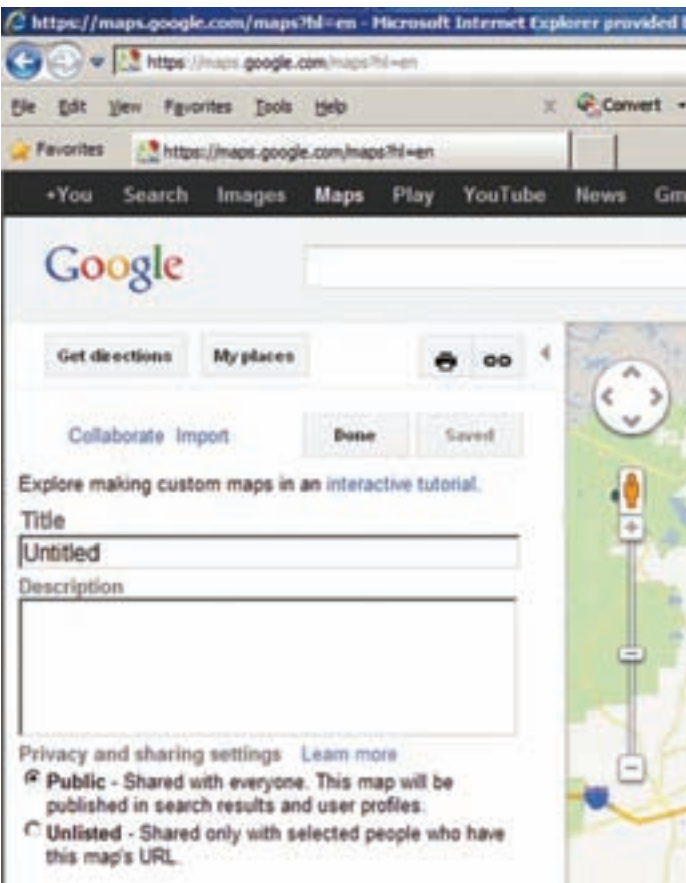 https://maps.google.com/maps?hl=en - Microsoft Internet Explorer provided
https://maps.google.com/maps?hl=en
File Edit View Favorites Tools Help x Convert
Favorites https://maps.google.com/maps?hl=en
+You Search Images Maps Play YouTube News Gm
Google
Get directions My places
Collaborate Import Done Saved
Explore making custom maps in an interactive tutorial.
Title
Untitled
Description
Privacy and sharing settings Learn more
Public - Shared with everyone. This map will be
published in search results and user profiles.
Unlisted - Shared only with selected people who have
this map's URL.